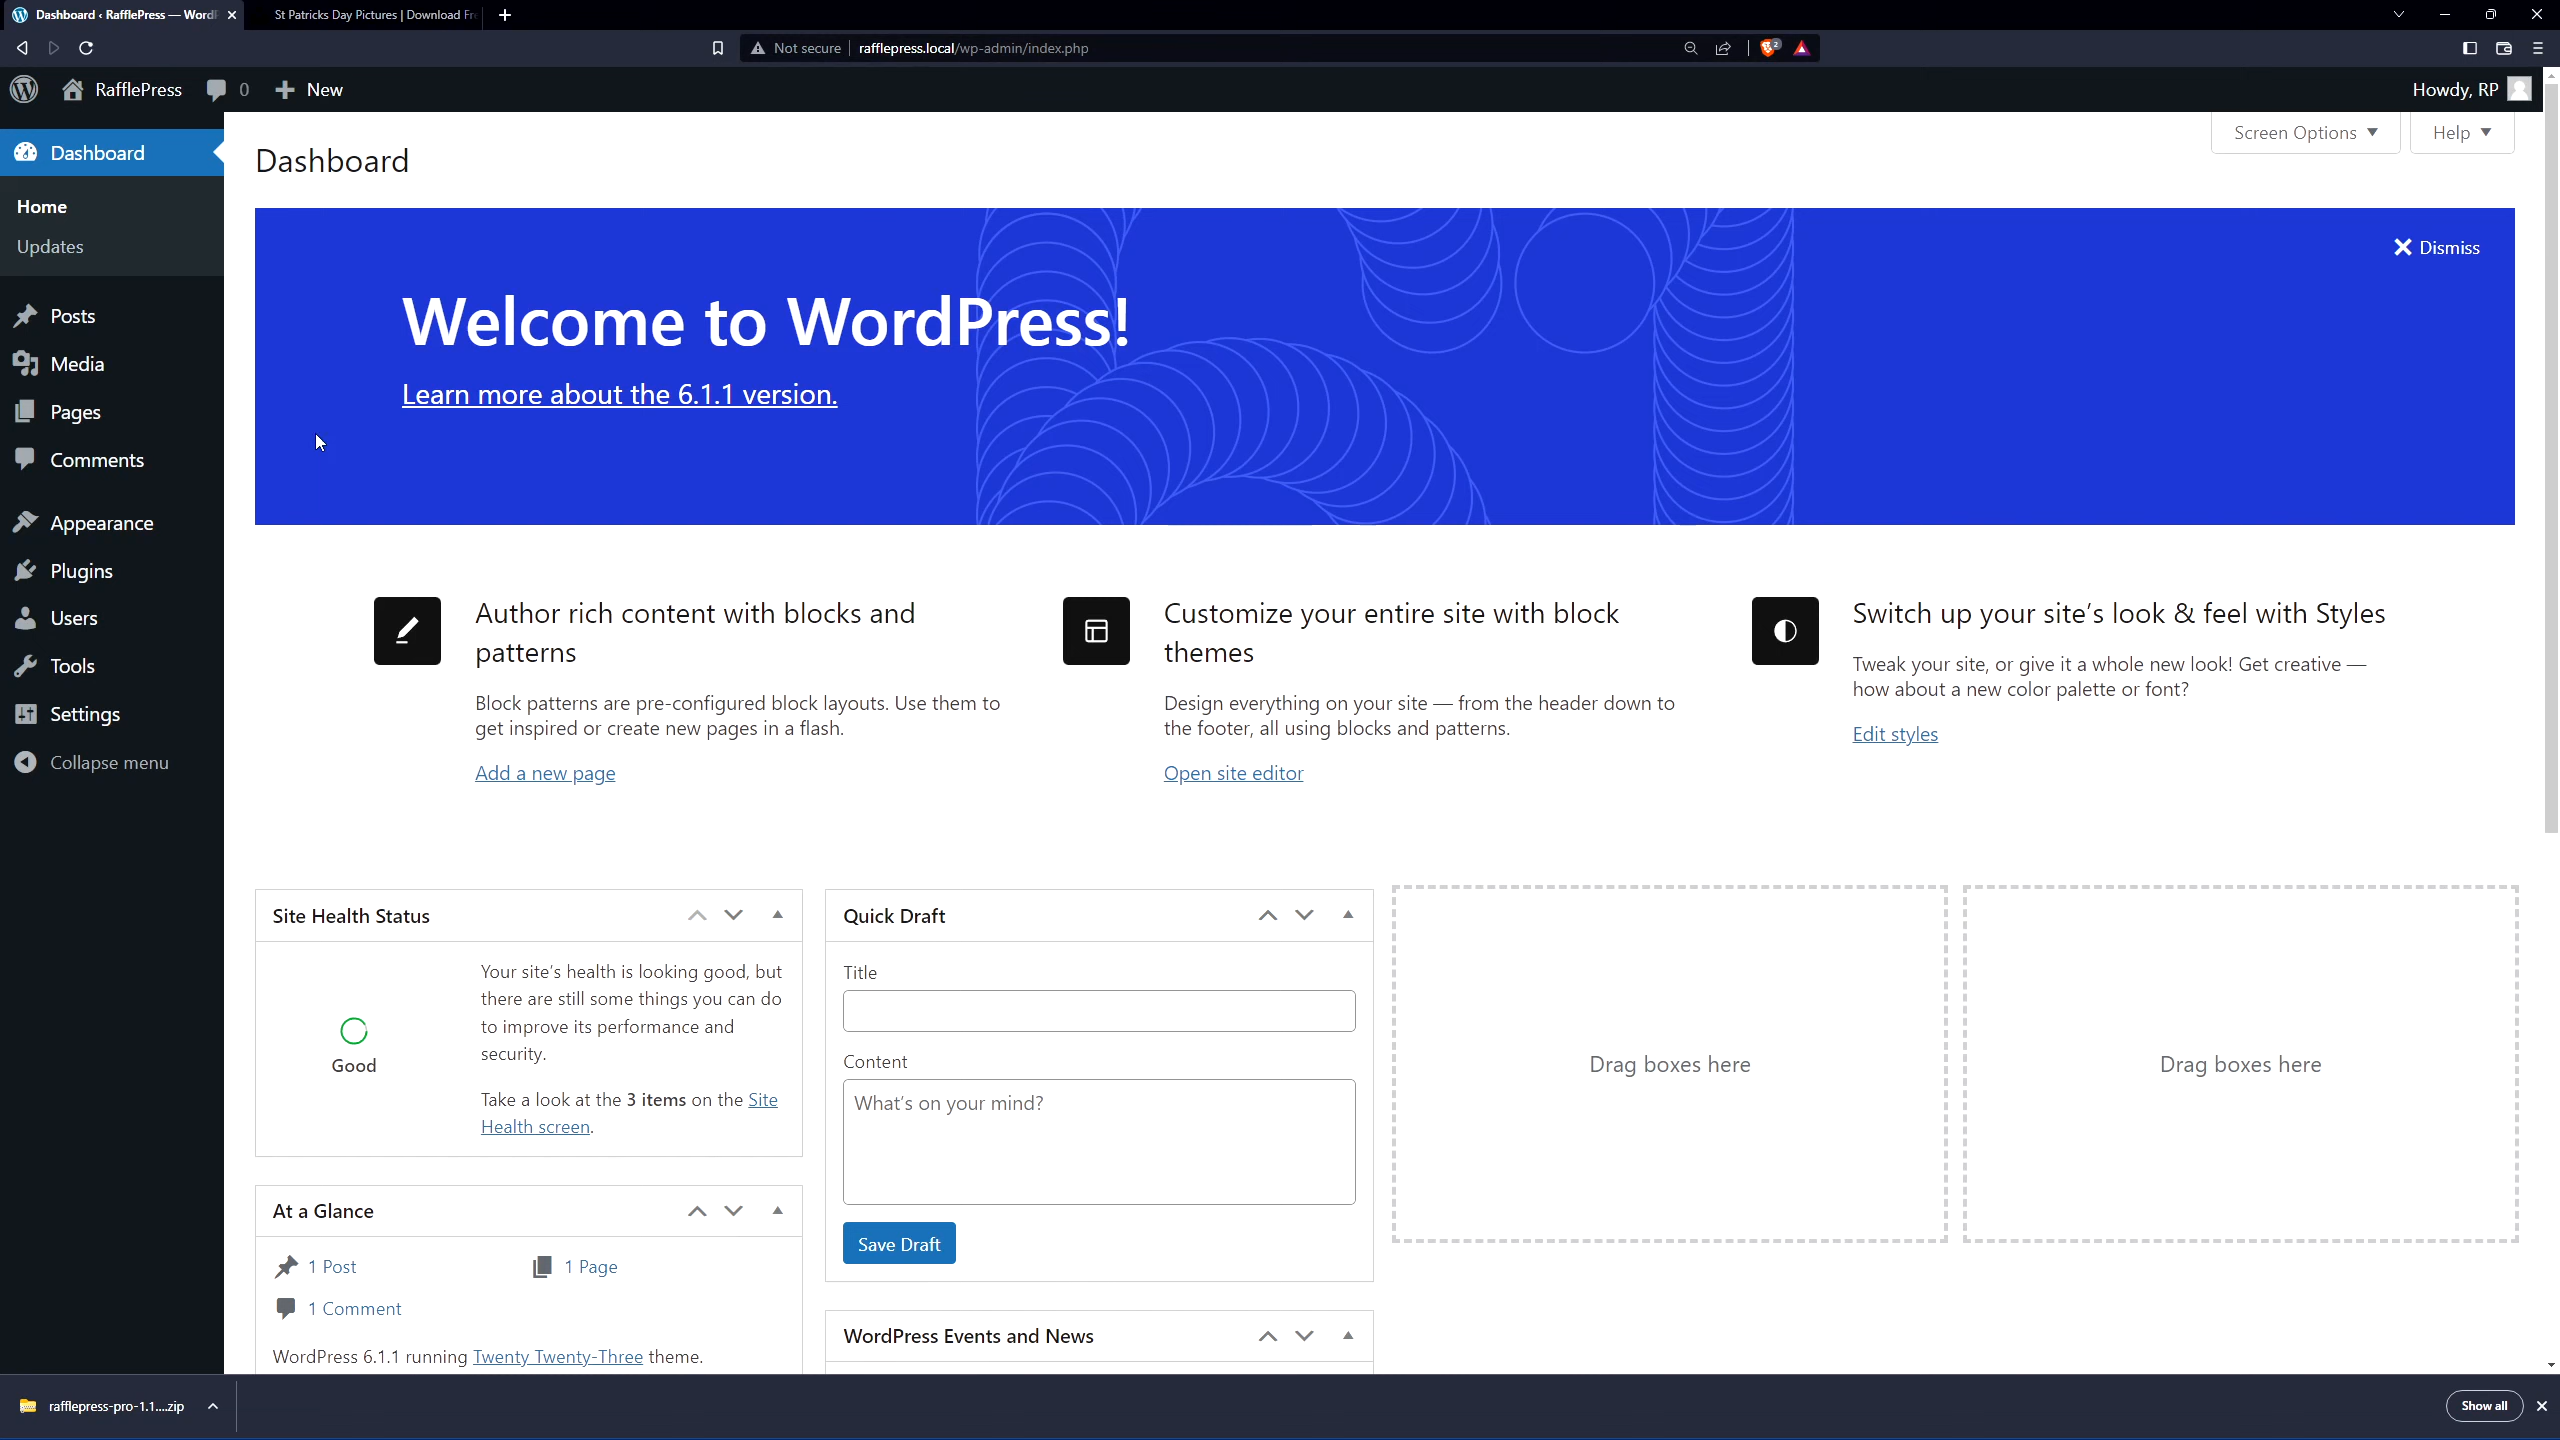 Dashboard ‹ RafflePress — WordP
St Patricks Day Pictures | Download Fre
Not secure
rafflepress.local/wp-admin/index.php
2
RafflePress
0
New
Howdy, RP
Dashboard
Home
Updates
Posts
Media
Pages
Comments
Appearance
Plugins
Users
Tools
Settings
Collapse menu
Screen Options
Help
Dashboard
Dismiss
Welcome to WordPress!
Learn more about the 6.1.1 version.
Author rich content with blocks and
patterns
Block patterns are pre-configured block layouts. Use them to
get inspired or create new pages in a flash.
Add a new page
Customize your entire site with block
themes
Design everything on your site — from the header down to
the footer, all using blocks and patterns.
Open site editor
Switch up your site’s look & feel with Styles
Tweak your site, or give it a whole new look! Get creative —
how about a new color palette or font?
Edit styles
Site Health Status
Good
Your site’s health is looking good, but
there are still some things you can do
to improve its performance and
security.
Take a look at the 3 items on the Site
Health screen.
At a Glance
1 Post
1 Page
1 Comment
WordPress 6.1.1 running Twenty Twenty-Three theme.
Quick Draft
Title
Content
What’s on your mind?
Save Draft
WordPress Events and News
Drag boxes here
Drag boxes here
rafflepress-pro-1.1....zip
Show all